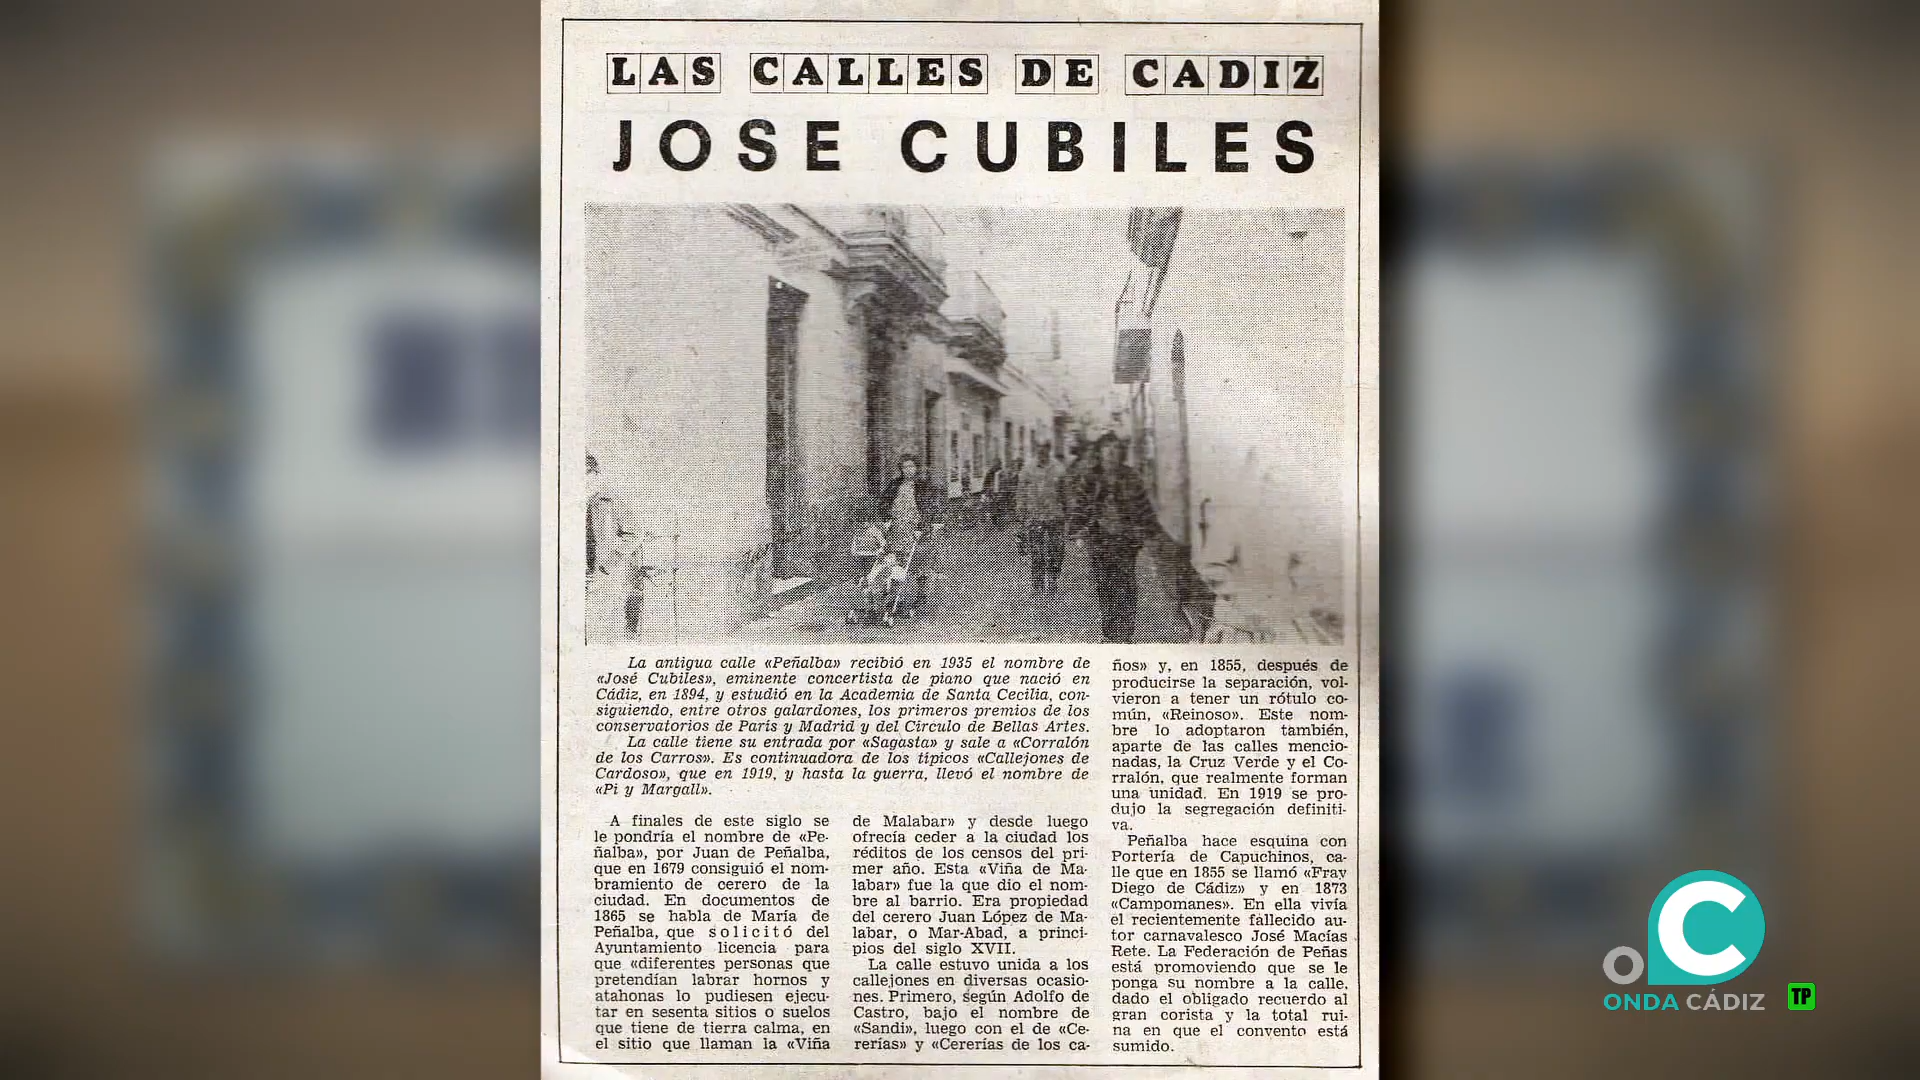 LAS CALLES DE CADIZ
JOSE CUBILES
La antigua calle «Peñalba» recibió en 1935 el nombre de
«José Cubiles», eminente concertista de piano que nació en
Cádiz, en 1894, y estudió en la Academia de Santa Cecilia, con-
siguiendo, entre otros galardones, los primeros premios de los
conservatorios de París y Madrid y del Círculo de Bellas Artes.
La calle tiene su entrada por «Sagasta» y sale a «Corralón
de los Carros». Es continuadora de los típicos «Callejones de
Cardoso», que en 1919, y hasta la guerra, llevó el nombre de
«Pi y Margall».
A finales de este siglo se
le pondría el nombre de «Pe-
ñalba», por Juan de Peñalba,
que en 1679 consiguió el nom-
bramiento de cerero de la
ciudad. En documentos de
1865 se habla de María de
Peñalba, que solicitó del
Ayuntamiento licencia para
que «diferentes personas que
pretendían labrar hornos y
atahonas lo pudiesen ejecu-
tar en sesenta sitios o suelos
que tiene de tierra calma, en
el sitio que llaman la «Viña
de Malabar» y desde luego
ofrecía ceder a la ciudad los
réditos de los censos del pri-
mer año. Esta «Viña de Ma-
labar» fue la que dio el nom-
bre al barrio. Era propiedad
del cerero Juan López de Ma-
labar, o Mar-Abad, a princi-
pios del siglo XVII.
La calle estuvo unida a los
callejones en diversas ocasio-
nes. Primero, según Adolfo de
Castro, bajo el nombre de
«Sandi», luego con el de «Ce-
rerías» y «Cererías de los ca-
ños» y, en 1855, después de
producirse la separación, vol-
vieron a tener un rótulo co-
mún, «Reinoso». Este nom-
bre lo adoptaron también,
aparte de las calles mencio-
nadas, la Cruz Verde y el Co-
rralón, que realmente forman
una unidad. En 1919 se pro-
dujo la segregación definiti-
va.
Peñalba hace esquina con
Portería de Capuchinos, ca-
lle que en 1855 se llamó «Fray
Diego de Cádiz» y en 1873
«Campomanes». En ella vivía
el recientemente fallecido au-
tor carnavalesco José Macías
Rete. La Federación de Peñas
está promoviendo que se le
ponga su nombre a la calle,
dado el obligado recuerdo al
gran corista y la total rui-
na en que el convento está
sumido.
OC
ONDA CÁDIZ
TP